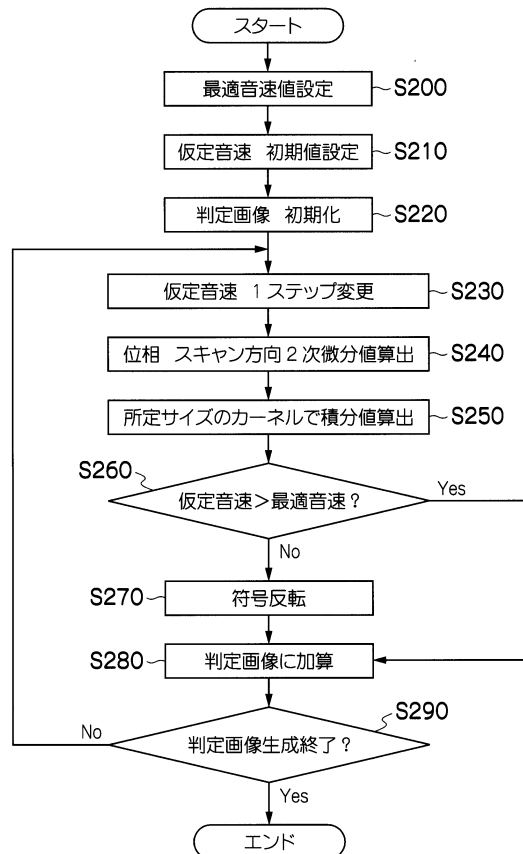 スタート
最適音速値設定 S200
仮定音速 初期値設定 S210
判定画像 初期化 S220
仮定音速 1ステップ変更 S230
位相 スキャン方向2次微分値算出 S240
所定サイズのカーネルで積分値算出 S250
S260
仮定音速>最適音速? Yes
No
S270 符号反転
S280 判定画像に加算
S290
No 判定画像生成終了?
Yes
エンド